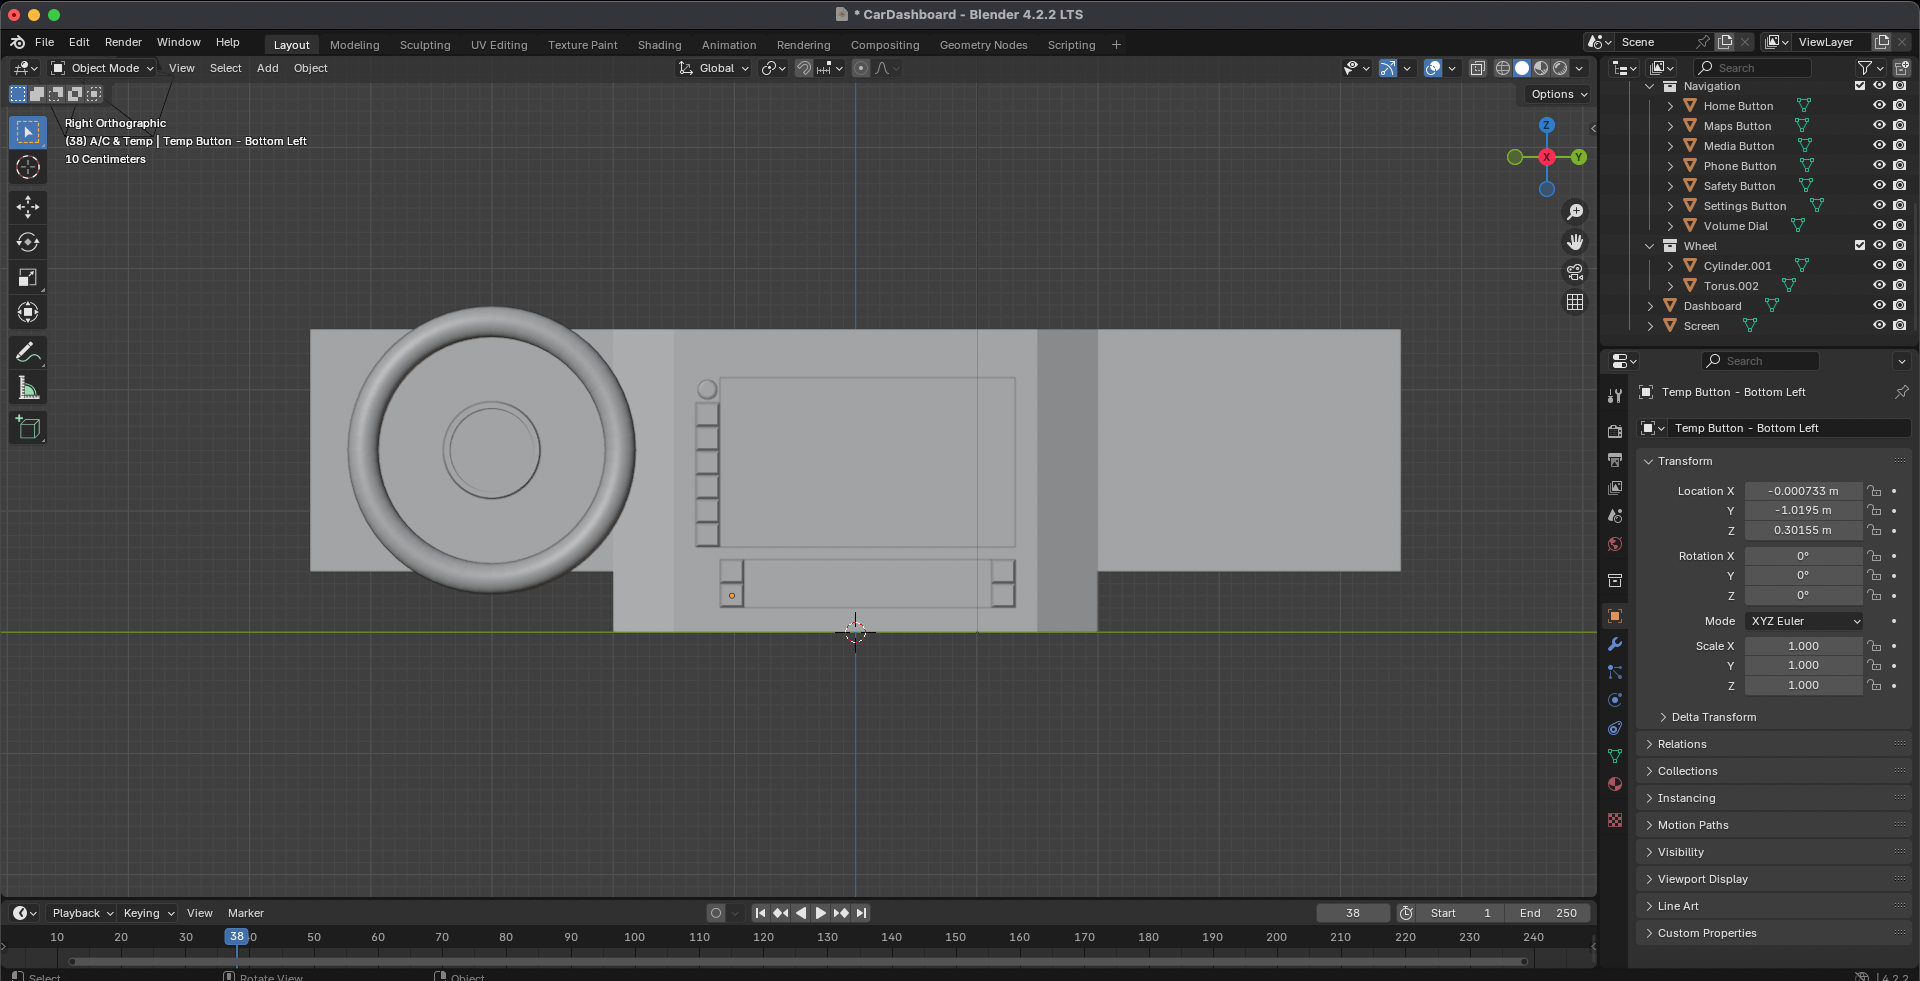 * CarDashboard - Blender 4.2.2 LTS
File Edit Render Window Help
Layout Modeling Sculpting UV Editing Texture Paint Shading Animation Rendering Compositing Geometry Nodes Scripting +
Scene
ViewLayer
Object Mode View Select Add Object
Global
Options
Right Orthographic
(38) A/C & Temp | Temp Button - Bottom Left
10 Centimeters
Z
X
Y
Search
Navigation
Home Button
Maps Button
Media Button
Phone Button
Safety Button
Settings Button
Volume Dial
Wheel
Cylinder.001
Torus.002
Dashboard
Screen
Search
Temp Button - Bottom Left
Temp Button - Bottom Left
Transform
Location X -0.000733 m
Y -1.0195 m
Z 0.30155 m
Rotation X 0°
Y 0°
Z 0°
Mode XYZ Euler
Scale X 1.000
Y 1.000
Z 1.000
Delta Transform
Relations
Collections
Instancing
Motion Paths
Visibility
Viewport Display
Line Art
Custom Properties
Playback Keying View Marker
38 Start 1 End 250
10 20 30 38 40 50 60 70 80 90 100 110 120 130 140 150 160 170 180 190 200 210 220 230 240
Select Rotate View Object
4.2.2